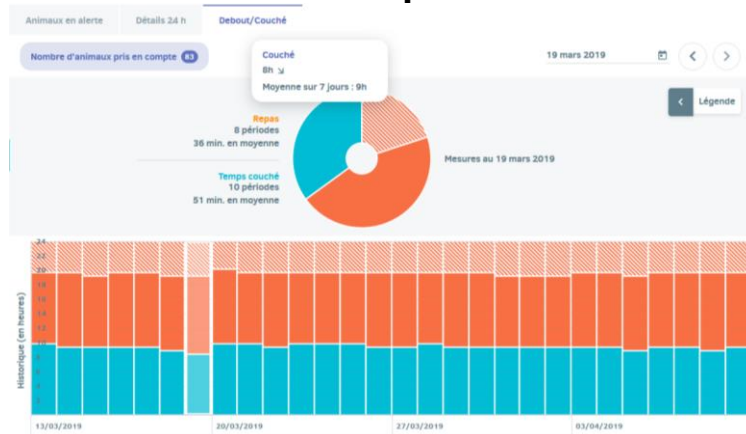 Animaux en alerte
Détails 24 h
Debout/Couché
Nombre d'animaux pris en compte 83
Couché
8h ↘
Moyenne sur 7 jours : 9h
19 mars 2019
< >
< Légende
Repas
8 périodes
36 min. en moyenne
Temps couché
10 périodes
51 min. en moyenne
Mesures au 19 mars 2019
Historique (en heures)
24
22
20
18
16
14
12
10
8
6
4
2
13/03/2019
20/03/2019
27/03/2019
03/04/2019